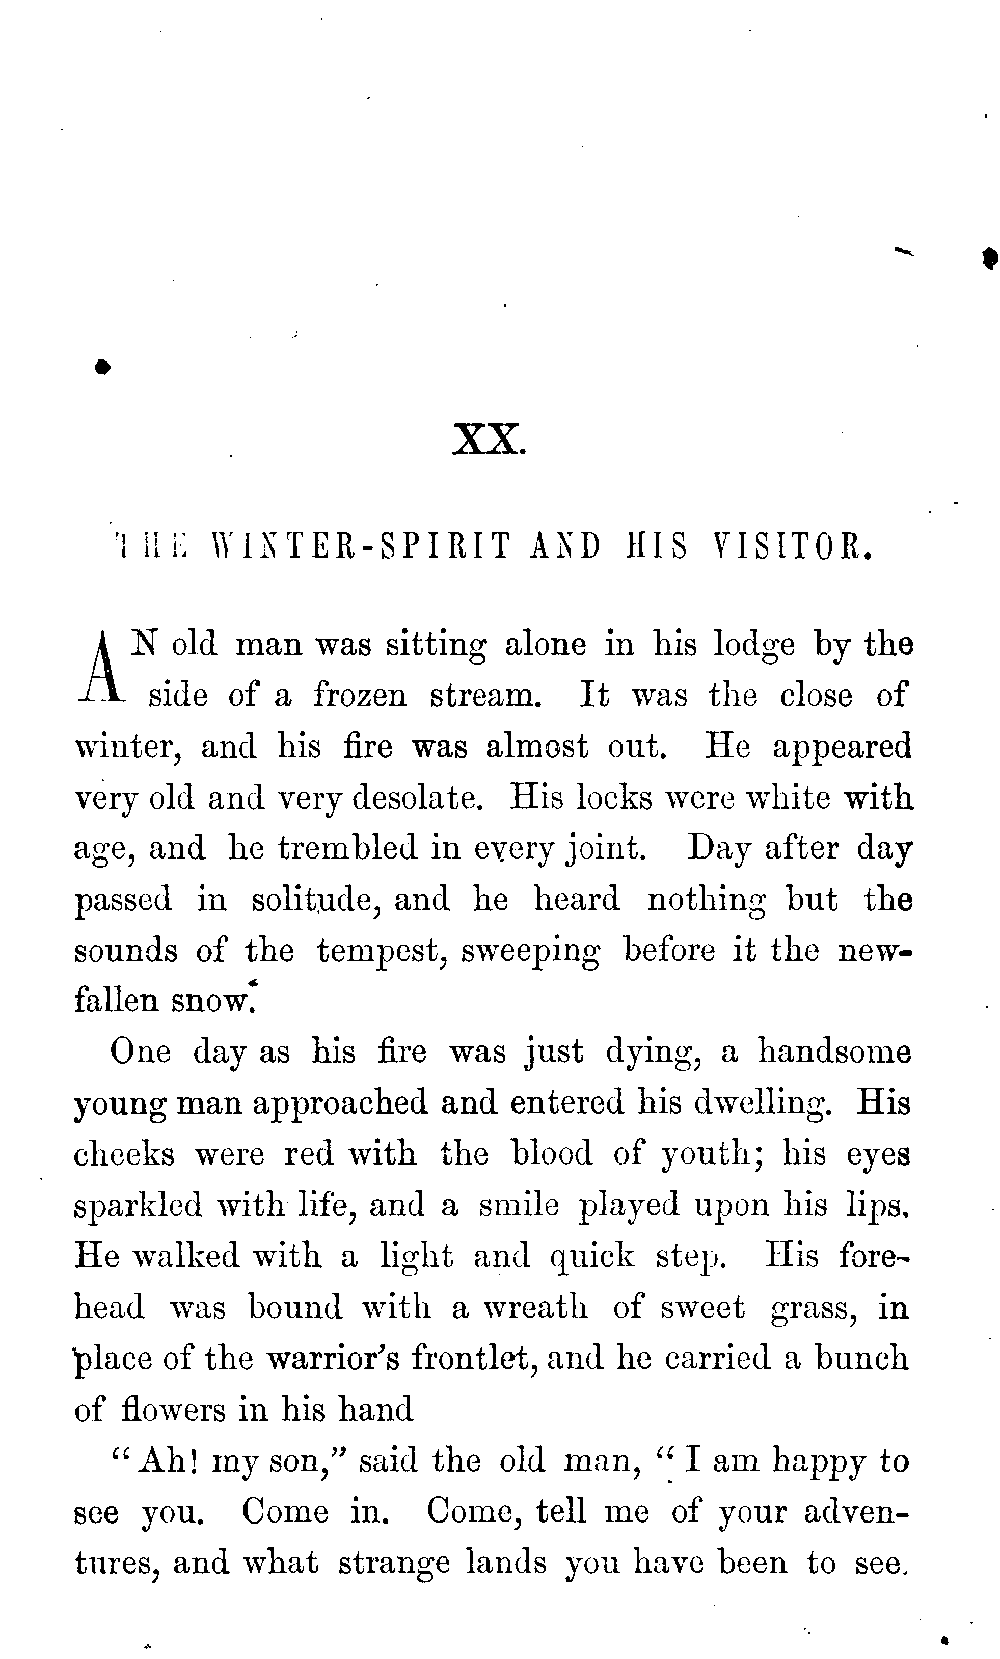 XX.
THE WINTER-SPIRIT AND HIS VISITOR.
AN old man was sitting alone in his lodge by the
side of a frozen stream. It was the close of
winter, and his fire was almost out. He appeared
very old and very desolate. His locks were white with
age, and he trembled in every joint. Day after day
passed in solitude, and he heard nothing but the
sounds of the tempest, sweeping before it the new-
fallen snow.
One day as his fire was just dying, a handsome
young man approached and entered his dwelling. His
cheeks were red with the blood of youth; his eyes
sparkled with life, and a smile played upon his lips.
He walked with a light and quick step. His fore-
head was bound with a wreath of sweet grass, in
place of the warrior's frontlet, and he carried a bunch
of flowers in his hand
"Ah! my son," said the old man, "I am happy to
see you. Come in. Come, tell me of your adven-
tures, and what strange lands you have been to see.